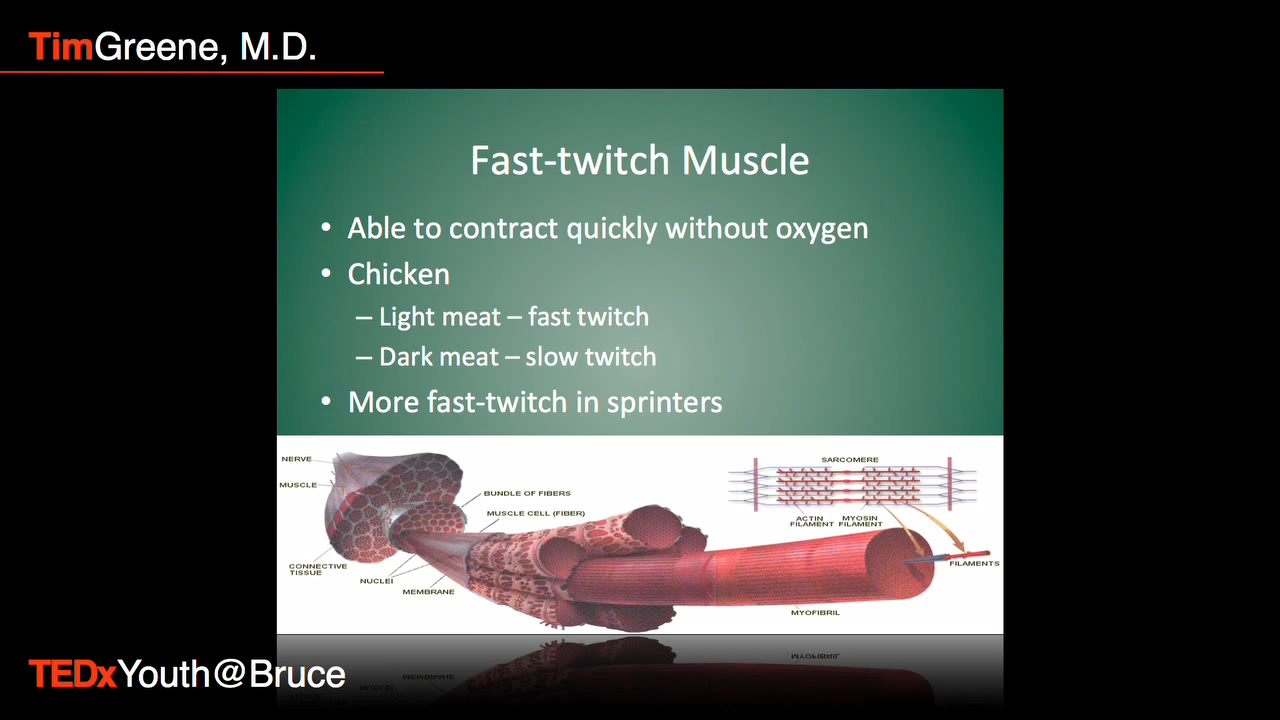 TimGreene, M.D.
Fast-twitch Muscle
• Able to contract quickly without oxygen
• Chicken
– Light meat – fast twitch
– Dark meat – slow twitch
• More fast-twitch in sprinters
NERVE
MUSCLE
CONNECTIVE
TISSUE
NUCLEI
MEMBRANE
BUNDLE OF FIBERS
MUSCLE CELL (FIBER)
SARCOMERE
ACTIN
FILAMENT
MYOSIN
FILAMENT
FILAMENTS
MYOFIBRIL
TEDxYouth@Bruce